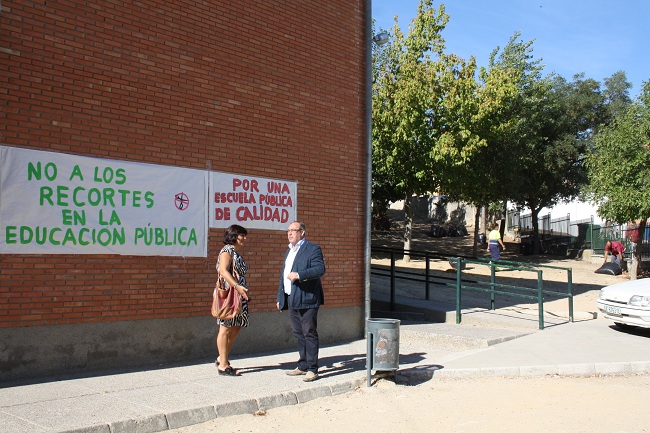 NO A LOS
RECORTES
EN LA
EDUCACIÓN PÚBLICA
POR UNA
ESCUELA PÚBLICA
DE CALIDAD